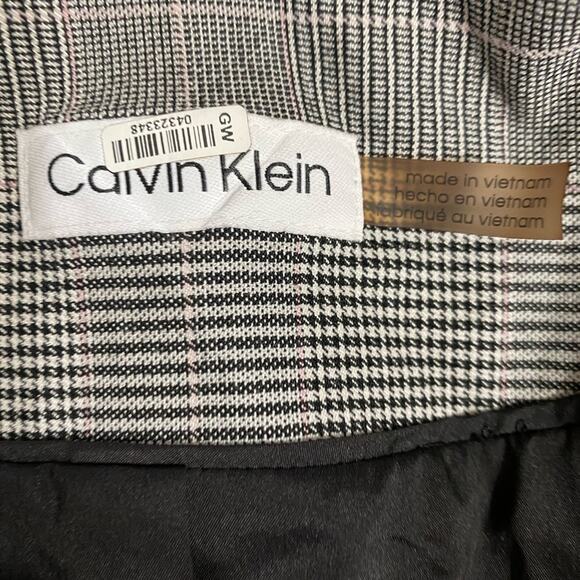 GW
04323348
Calvin Klein
made in vietnam
hecho en vietnam
fabriqué au vietnam